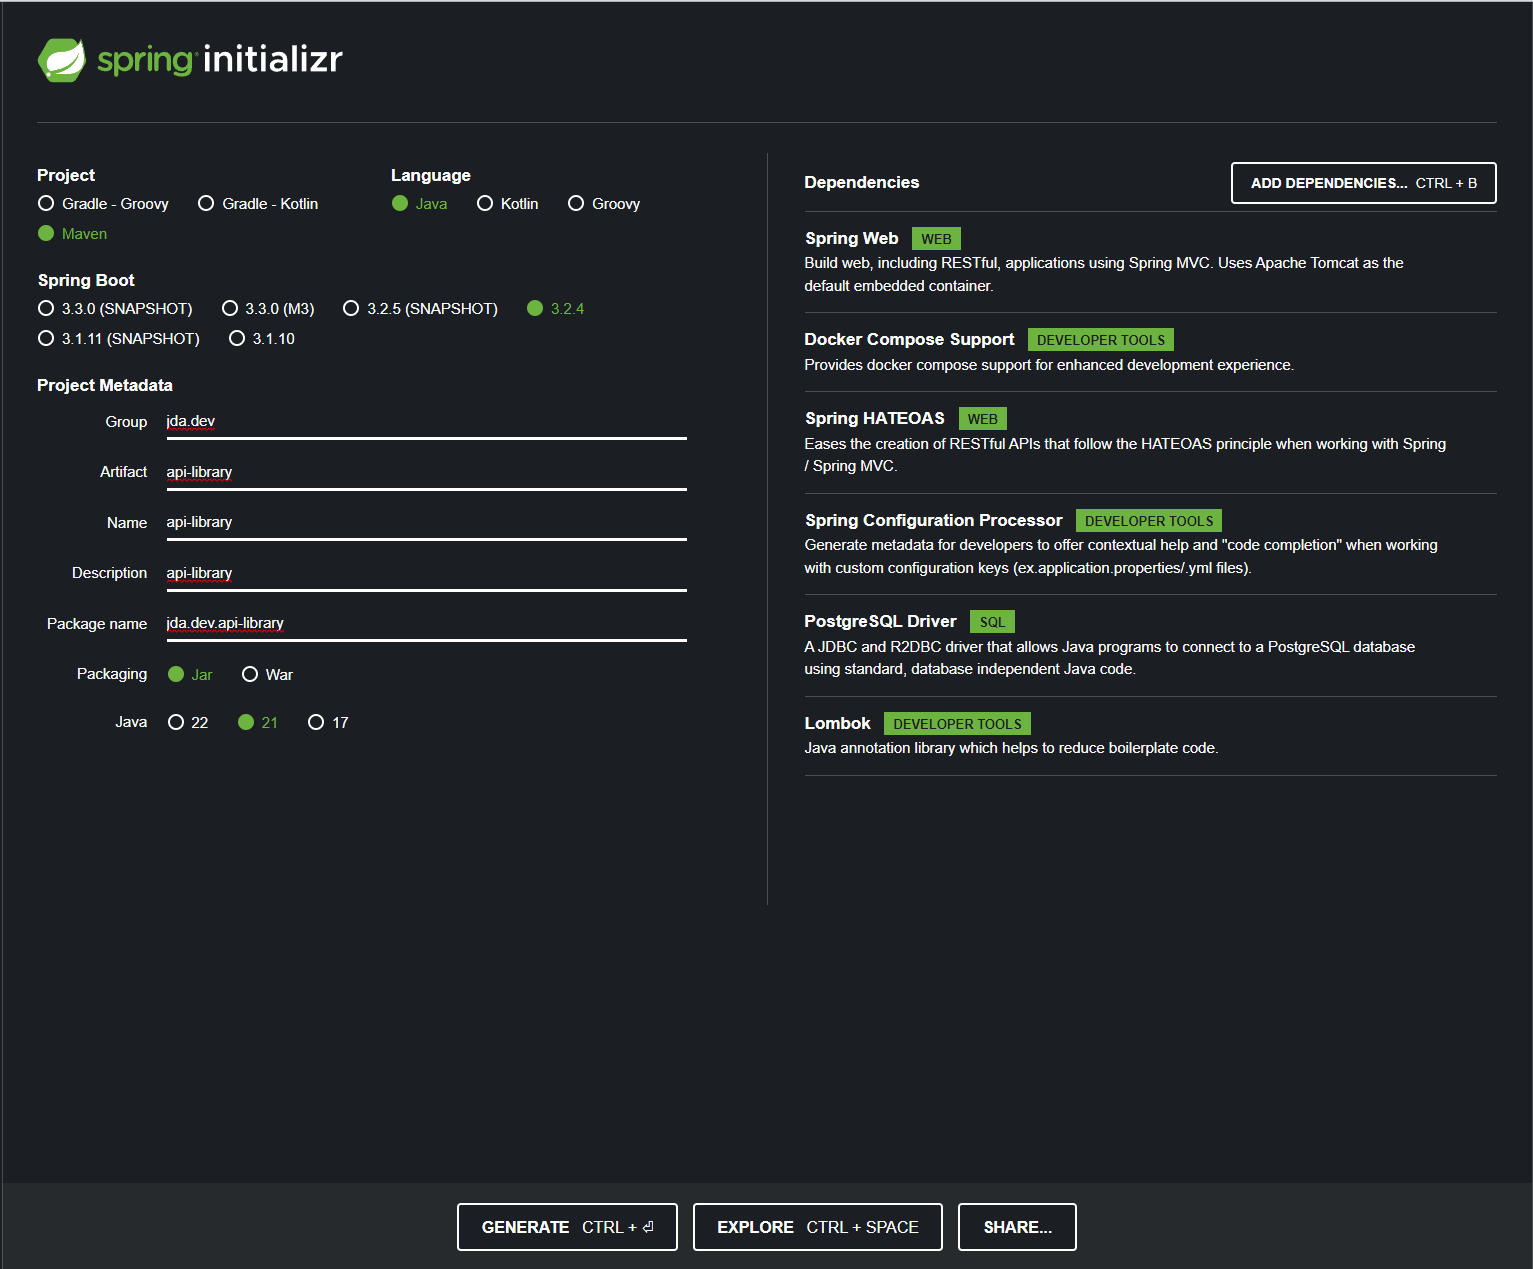 spring initializr
Project
Gradle - Groovy Gradle - Kotlin
Maven
Language
Java Kotlin Groovy
Spring Boot
3.3.0 (SNAPSHOT) 3.3.0 (M3) 3.2.5 (SNAPSHOT) 3.2.4
3.1.11 (SNAPSHOT) 3.1.10
Project Metadata
Group jda.dev
Artifact api-library
Name api-library
Description api-library
Package name jda.dev.api-library
Packaging Jar War
Java 22 21 17
Dependencies
ADD DEPENDENCIES... CTRL + B
Spring Web WEB
Build web, including RESTful, applications using Spring MVC. Uses Apache Tomcat as the
default embedded container.
Docker Compose Support DEVELOPER TOOLS
Provides docker compose support for enhanced development experience.
Spring HATEOAS WEB
Eases the creation of RESTful APIs that follow the HATEOAS principle when working with Spring
/ Spring MVC.
Spring Configuration Processor DEVELOPER TOOLS
Generate metadata for developers to offer contextual help and "code completion" when working
with custom configuration keys (ex.application.properties/.yml files).
PostgreSQL Driver SQL
A JDBC and R2DBC driver that allows Java programs to connect to a PostgreSQL database
using standard, database independent Java code.
Lombok DEVELOPER TOOLS
Java annotation library which helps to reduce boilerplate code.
GENERATE CTRL + ⏎
EXPLORE CTRL + SPACE
SHARE...